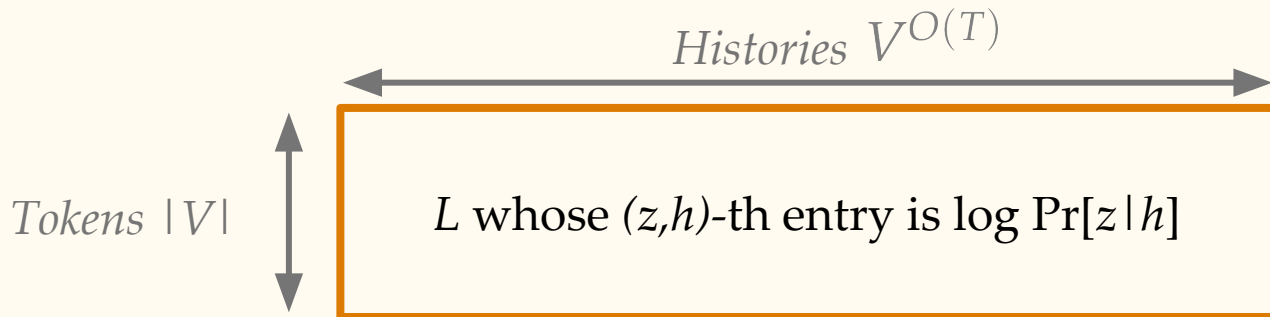 Histories V^{O(T)}
Tokens |V|
L whose (z,h)-th entry is log Pr[z|h]